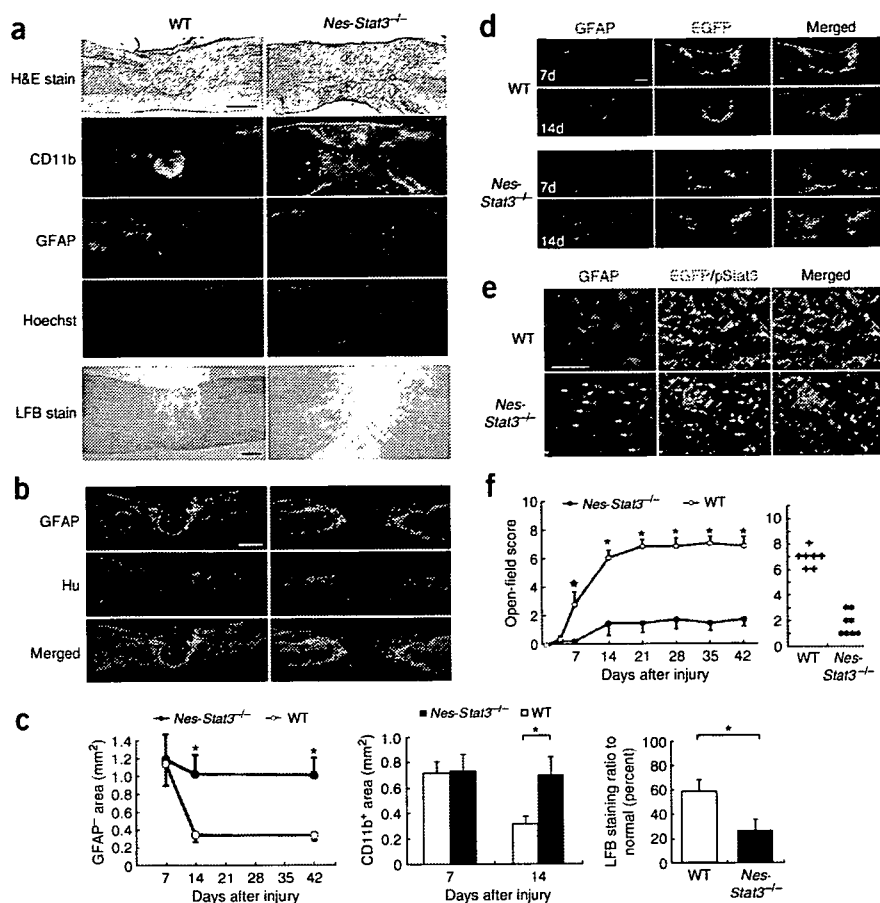 a
WT
Nes-Stat3–/–
H&E stain
CD11b
GFAP
Hoechst
LFB stain
b
GFAP
Hu
Merged
c
Nes-Stat3–/– WT
GFAP– area (mm2)
1.4
1.2
1.0
0.8
0.6
0.4
0.2
0
* *
7 14 21 28 35 42
Days after injury
Nes-Stat3–/– WT
CD11b+ area (mm2)
1.0
0.8
0.6
0.4
0.2
0
*
7 14
Days after injury
LFB staining ratio to
normal (percent)
100
80
60
40
20
0
*
WT Nes-
Stat3–/–
d
GFAP EGFP Merged
WT
7d
14d
Nes-
Stat3–/–
7d
14d
e
GFAP EGFP/pStat3 Merged
WT
Nes-
Stat3–/–
f
Nes-Stat3–/– WT
Open-field score
10
8
6
4
2
0
* * * * * *
7 14 21 28 35 42
Days after injury
10
8
6
4
2
0
WT Nes-
Stat3–/–